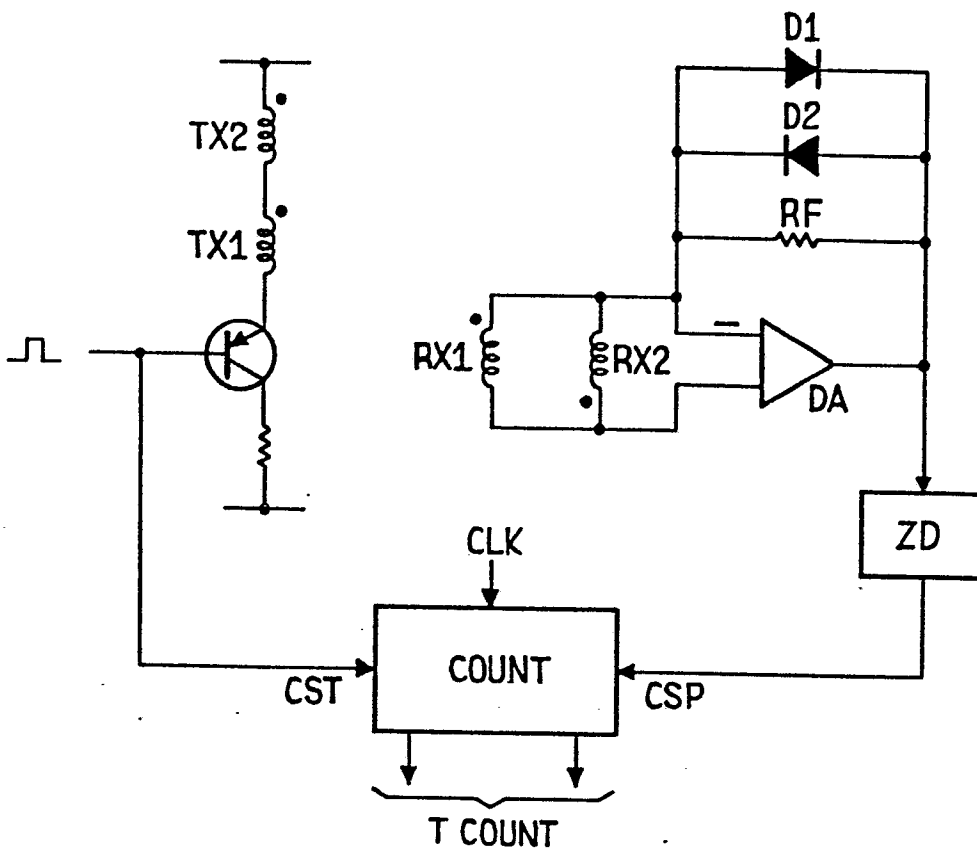 D1
TX2
D2
TX1
RF
RX1
RX2
−
DA
ZD
CLK
CST
COUNT
CSP
T COUNT